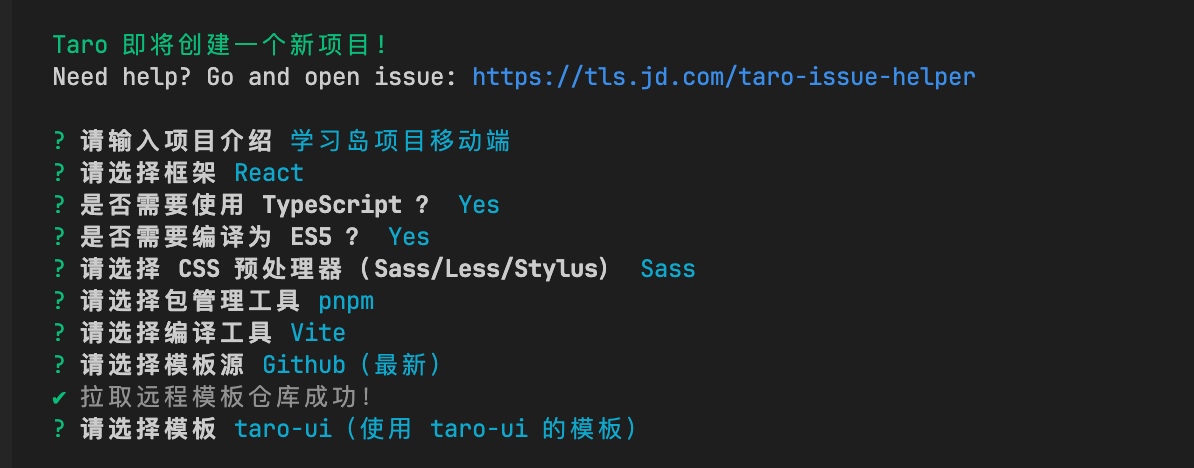 Taro 即将创建一个新项目!
Need help? Go and open issue: https://tls.jd.com/taro-issue-helper
? 请输入项目介绍 学习岛项目移动端
? 请选择框架 React
? 是否需要使用 TypeScript ? Yes
? 是否需要编译为 ES5 ? Yes
? 请选择 CSS 预处理器（Sass/Less/Stylus） Sass
? 请选择包管理工具 pnpm
? 请选择编译工具 Vite
? 请选择模板源 Github（最新）
✔ 拉取远程模板仓库成功!
? 请选择模板 taro-ui（使用 taro-ui 的模板）